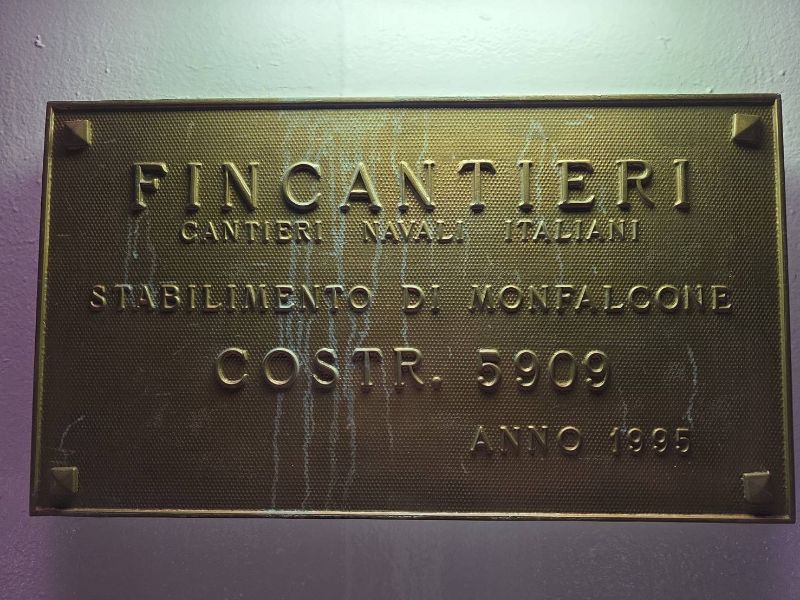 FINCANTIERI
CANTIERI NAVALI ITALIANI
STABILIMENTO DI MONFALCONE
COSTR. 5909
ANNO 1995